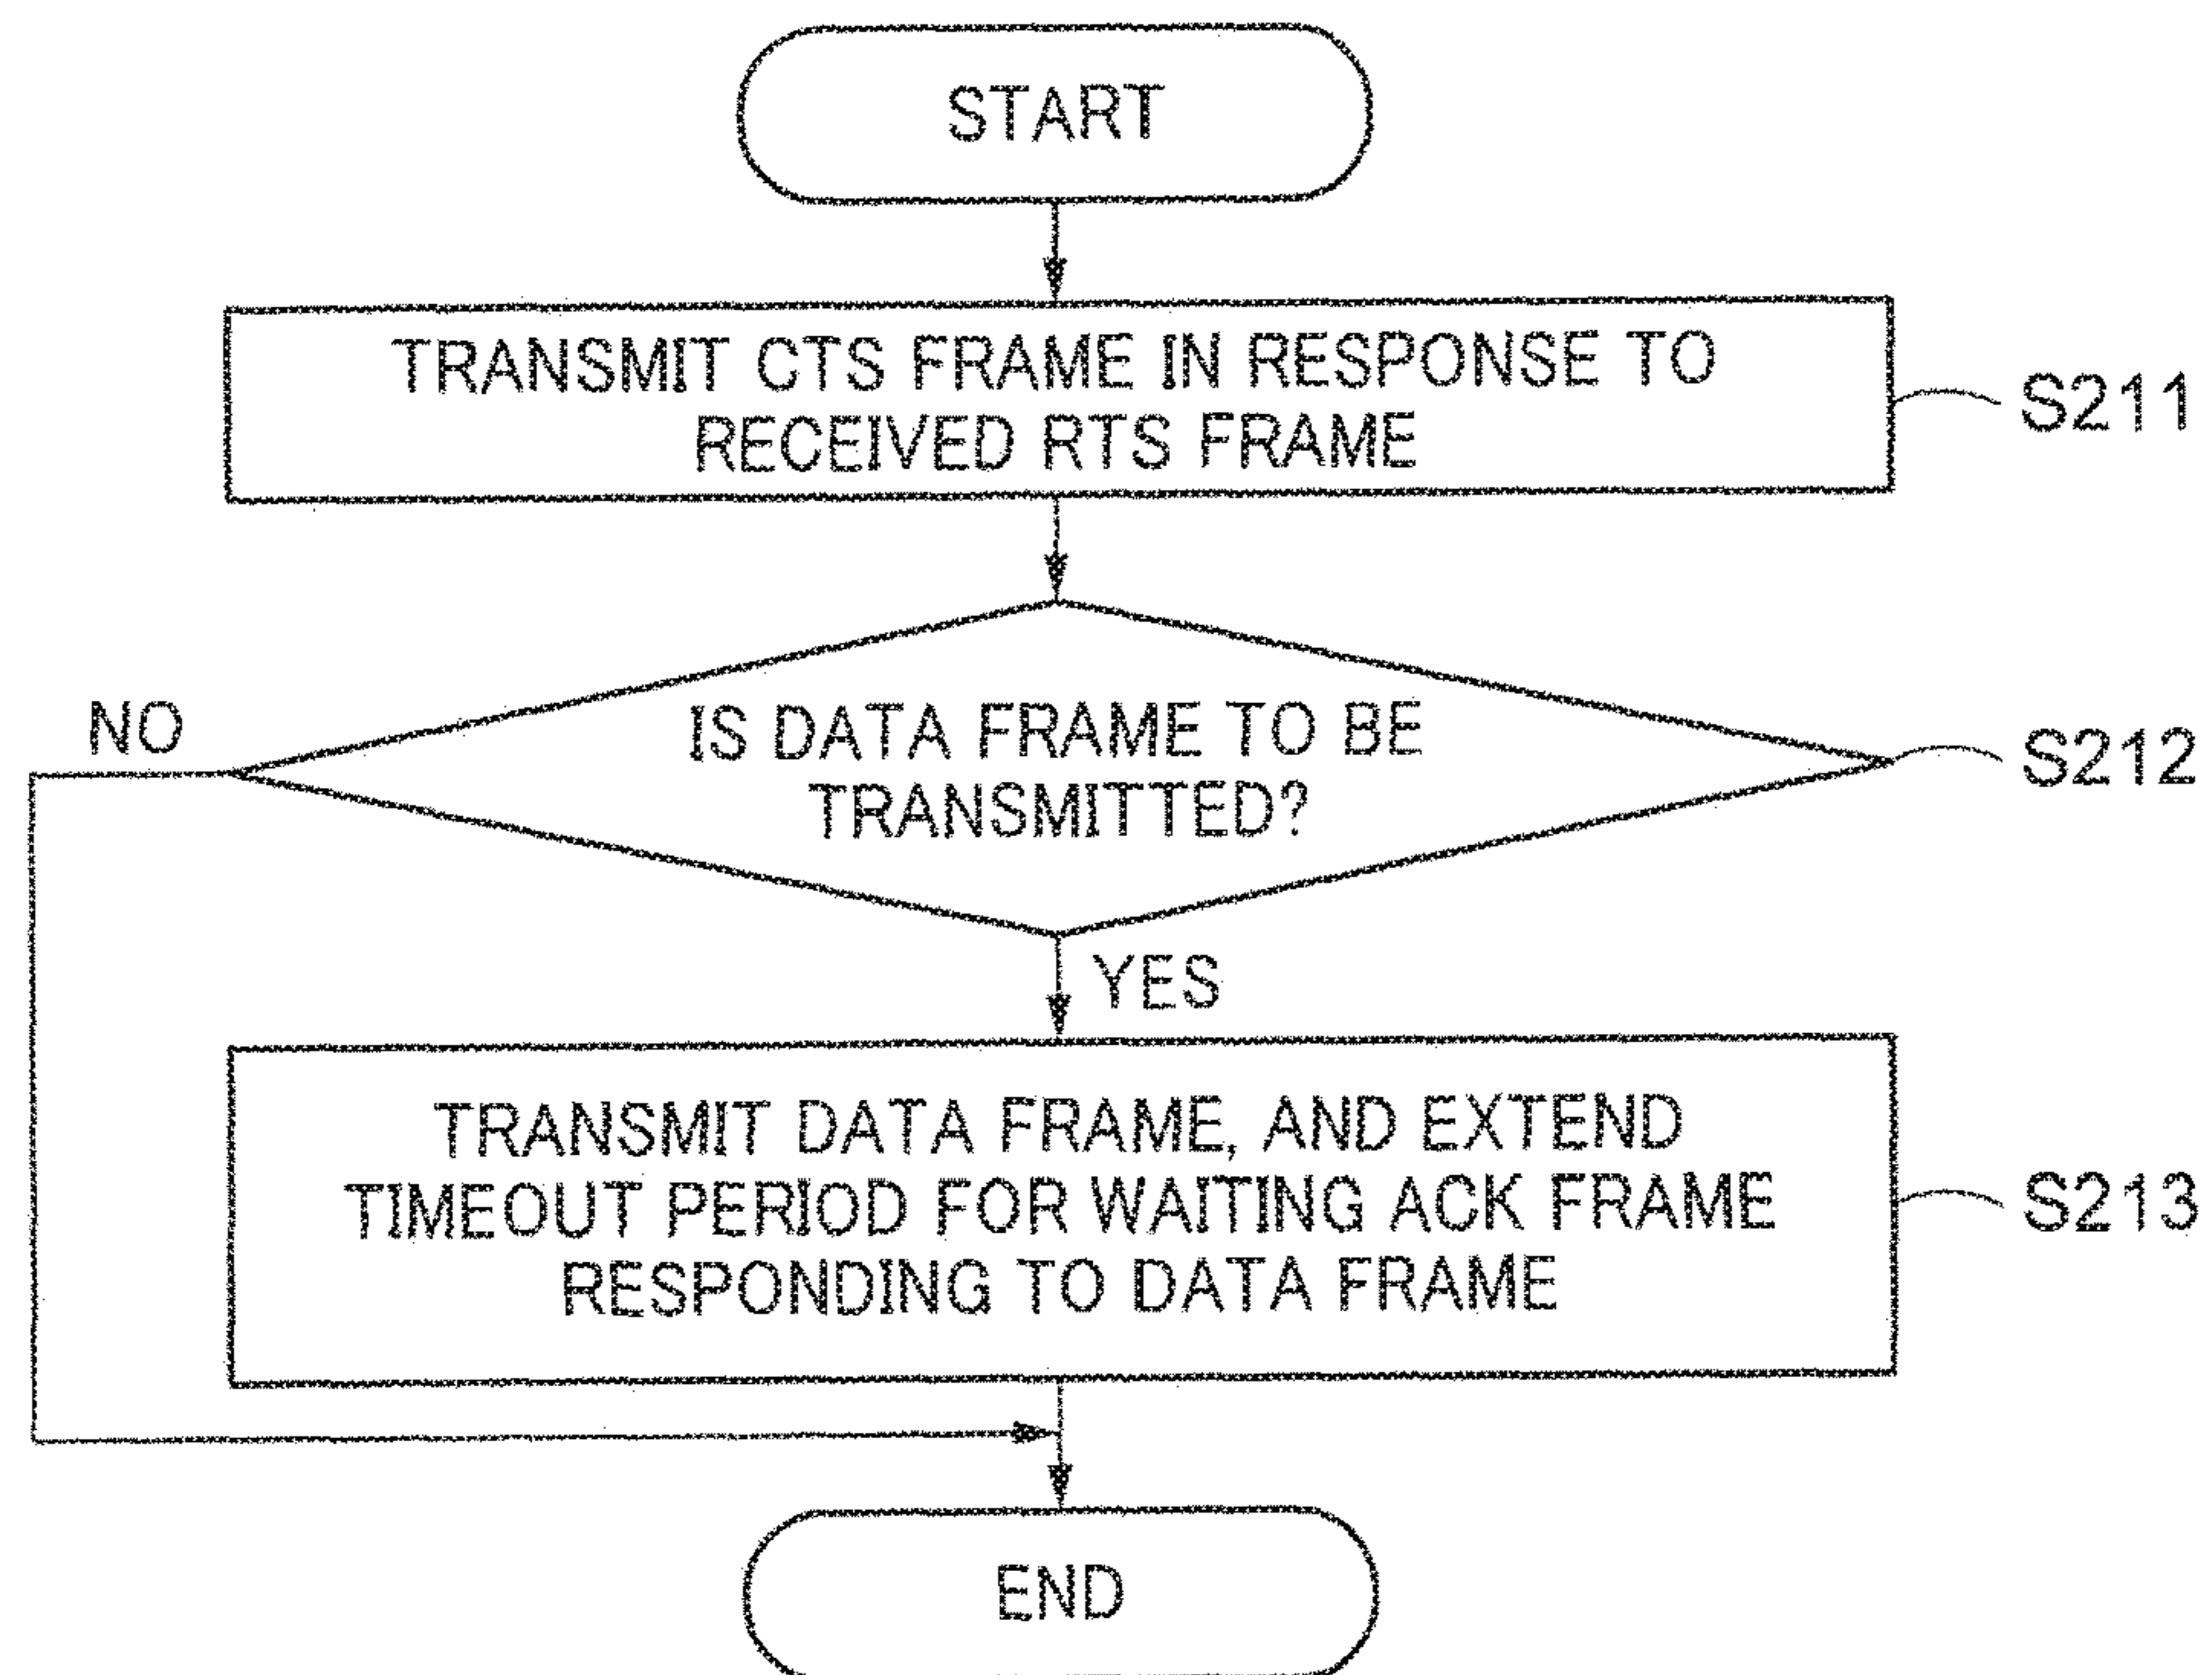 START
TRANSMIT CTS FRAME IN RESPONSE TO
RECEIVED RTS FRAME
S211
IS DATA FRAME TO BE
TRANSMITTED?
NO
S212
YES
TRANSMIT DATA FRAME, AND EXTEND
TIMEOUT PERIOD FOR WAITING ACK FRAME
RESPONDING TO DATA FRAME
S213
END